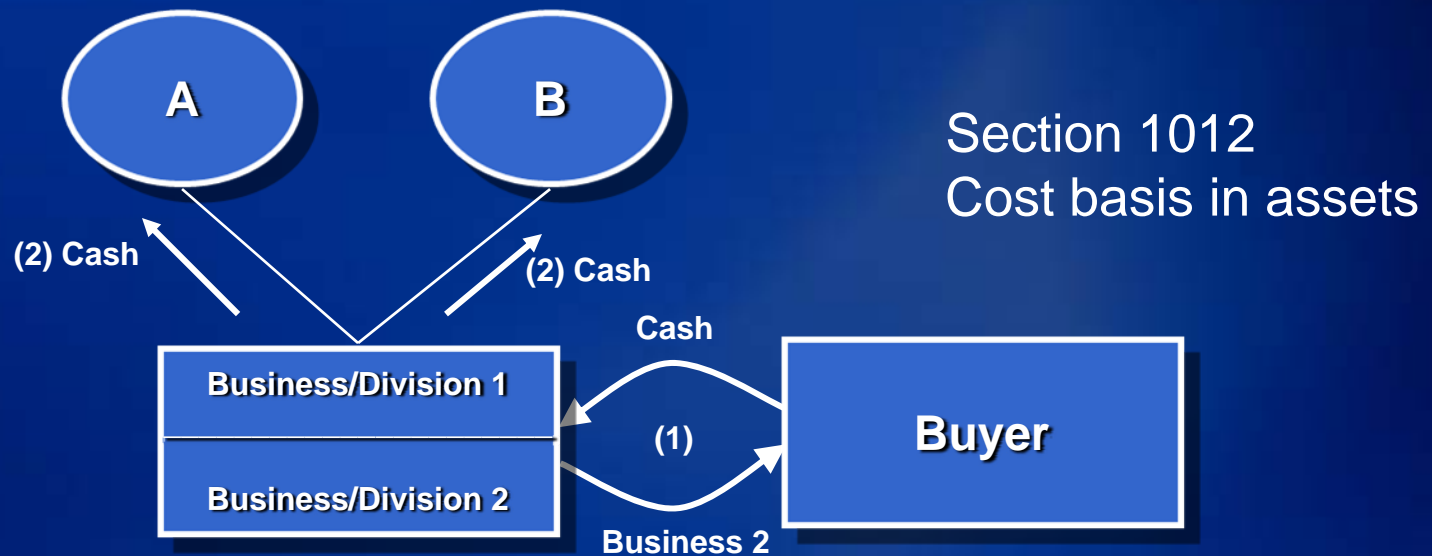 A
B
Section 1012
Cost basis in assets
(2) Cash
(2) Cash
Cash
Business/Division 1
(1)
Buyer
Business/Division 2
Business 2